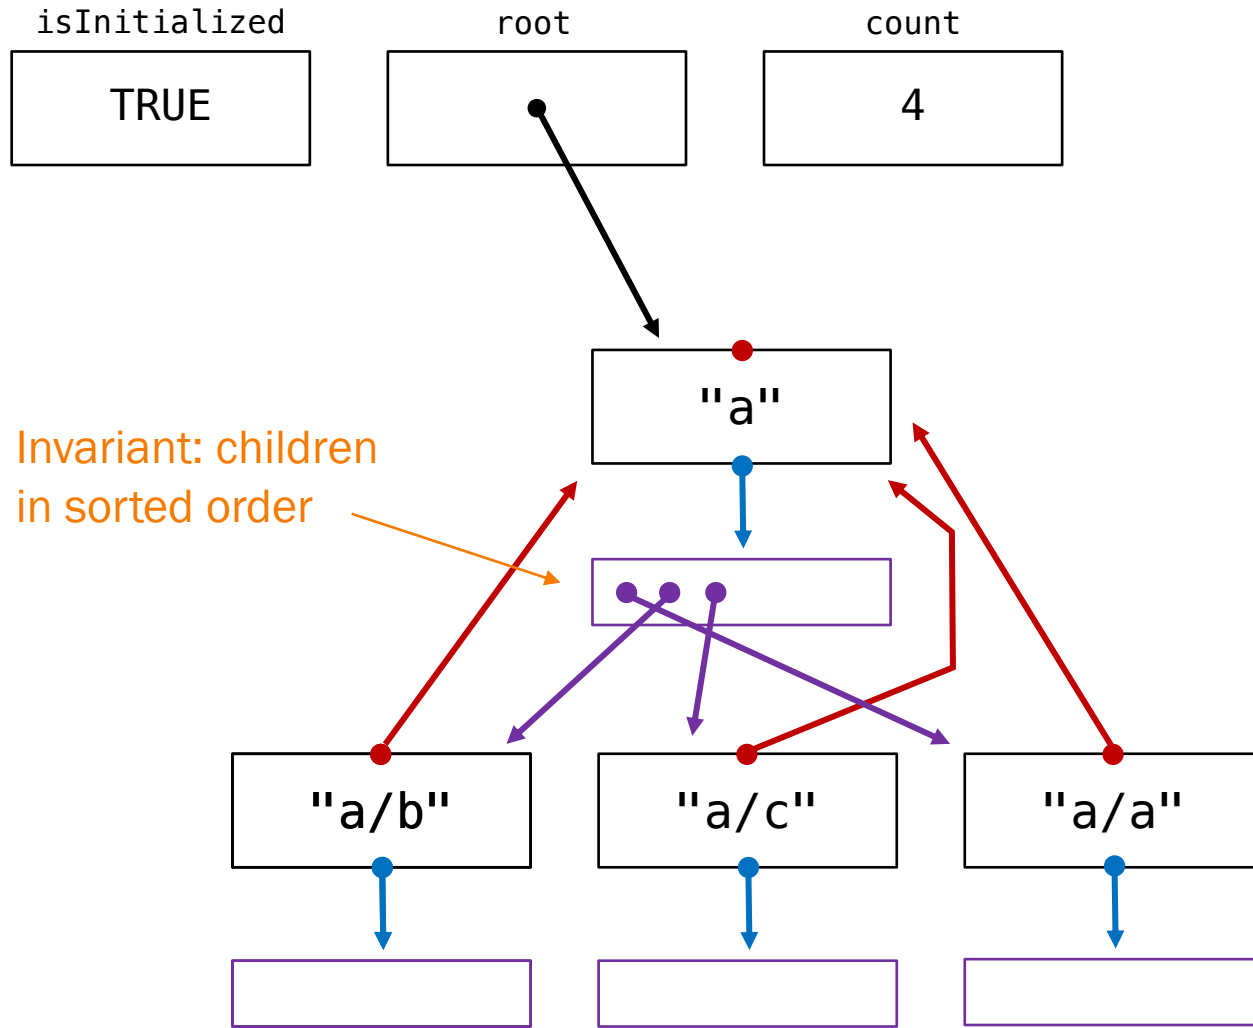 isInitialized
root
count
TRUE
4
"a"
Invariant: children
in sorted order
"a/b"
"a/c"
"a/a"